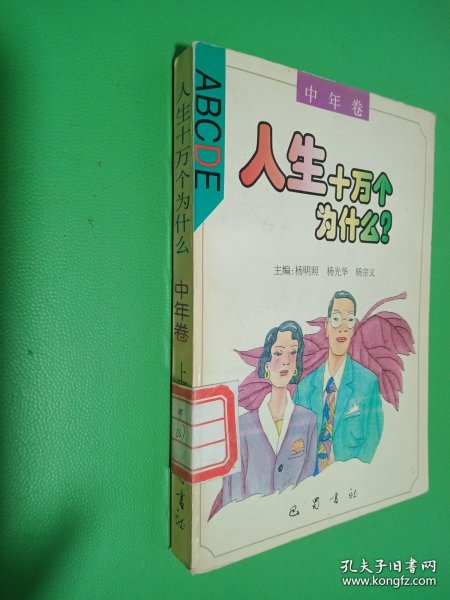 人生十万个为什么
中年卷
上
ABCDE
中年卷
人生十万个
为什么?
主编:杨明照 杨光华 杨宗义
巴蜀书社
孔夫子旧书网
www.kongfz.com